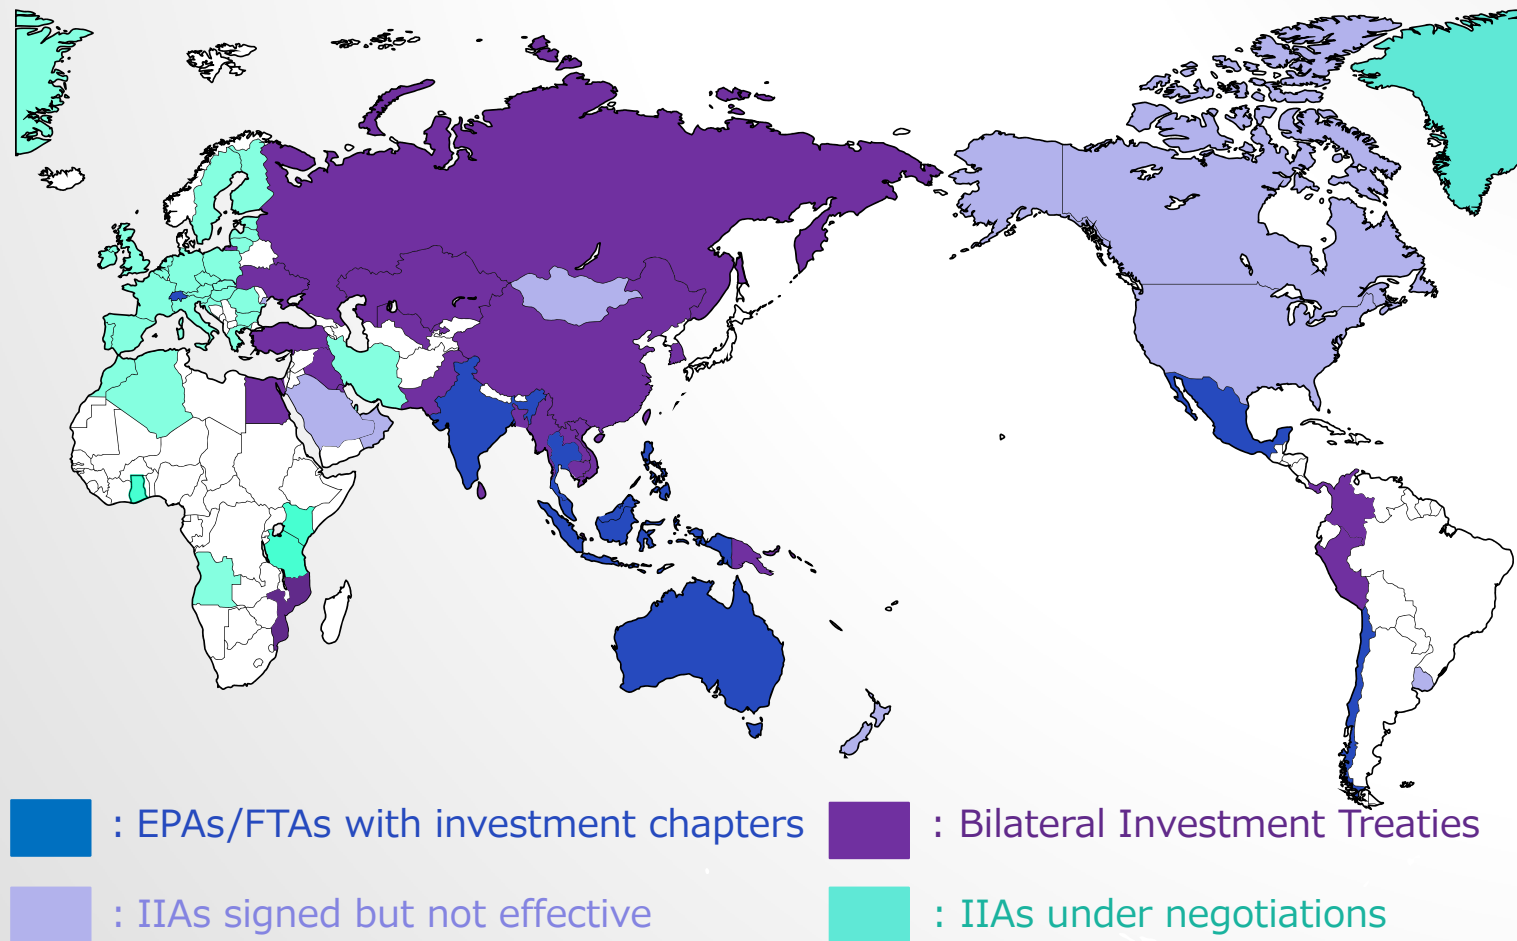 : EPAs/FTAs with investment chapters
: Bilateral Investment Treaties
: IIAs signed but not effective
: IIAs under negotiations